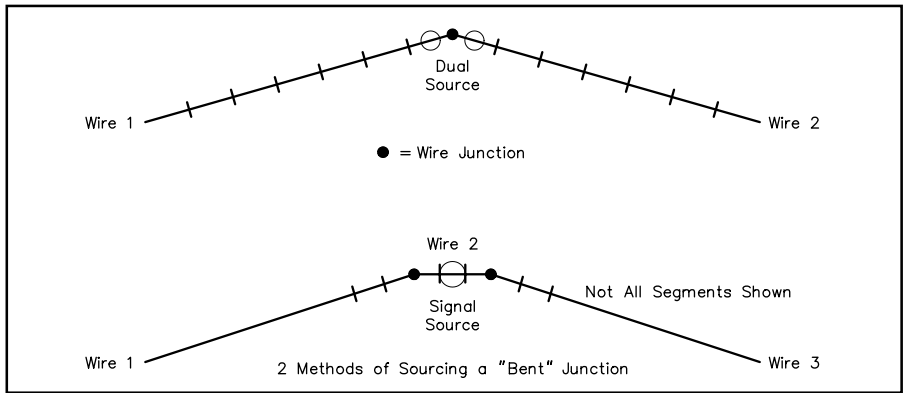 Dual
Source
Wire 1
Wire 2
● = Wire Junction
Wire 2
Not All Segments Shown
Signal
Source
Wire 1
2 Methods of Sourcing a "Bent" Junction
Wire 3